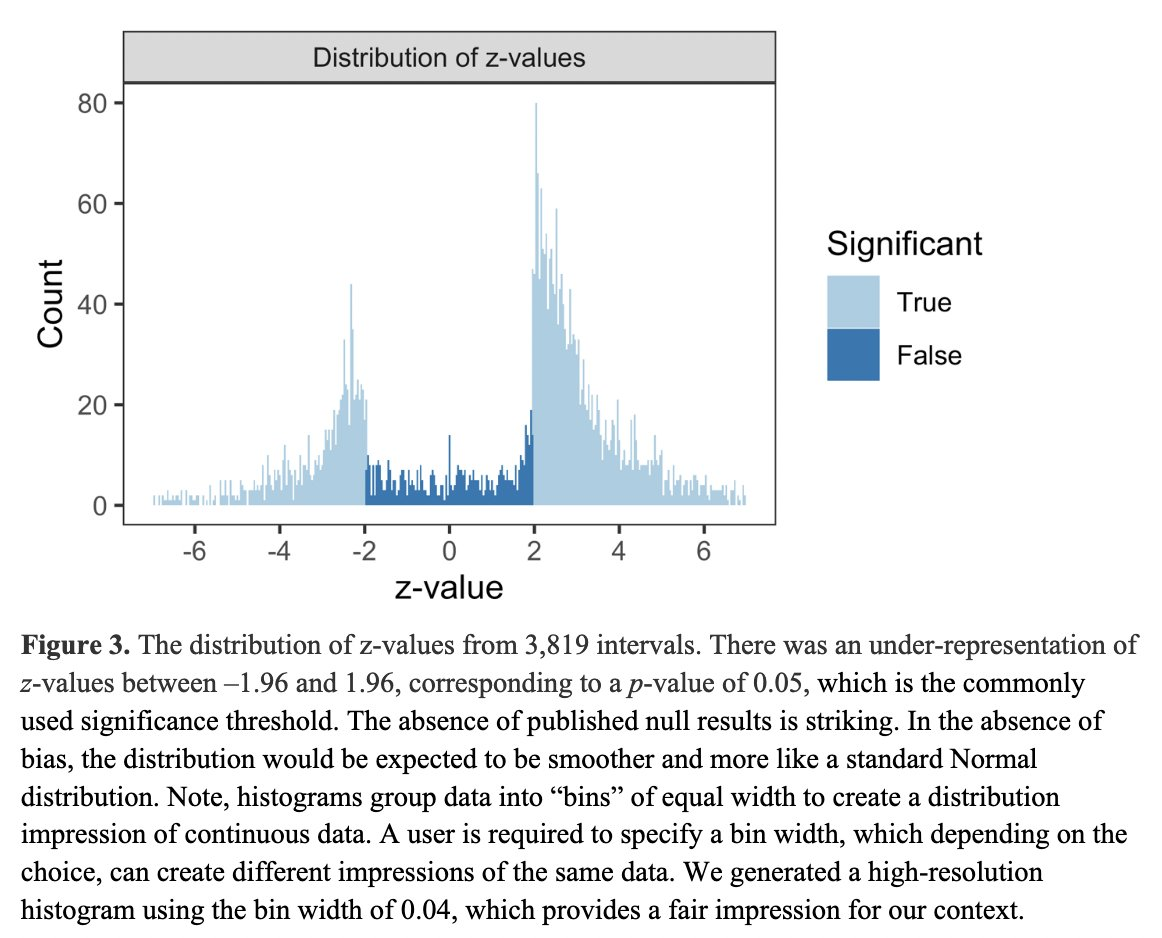 Distribution of z-values
80
60
40
20
0
Count
-6 -4 -2 0 2 4 6
z-value
Significant
True
False
Figure 3. The distribution of z-values from 3,819 intervals. There was an under-representation of
z-values between –1.96 and 1.96, corresponding to a p-value of 0.05, which is the commonly
used significance threshold. The absence of published null results is striking. In the absence of
bias, the distribution would be expected to be smoother and more like a standard Normal
distribution. Note, histograms group data into “bins” of equal width to create a distribution
impression of continuous data. A user is required to specify a bin width, which depending on the
choice, can create different impressions of the same data. We generated a high-resolution
histogram using the bin width of 0.04, which provides a fair impression for our context.